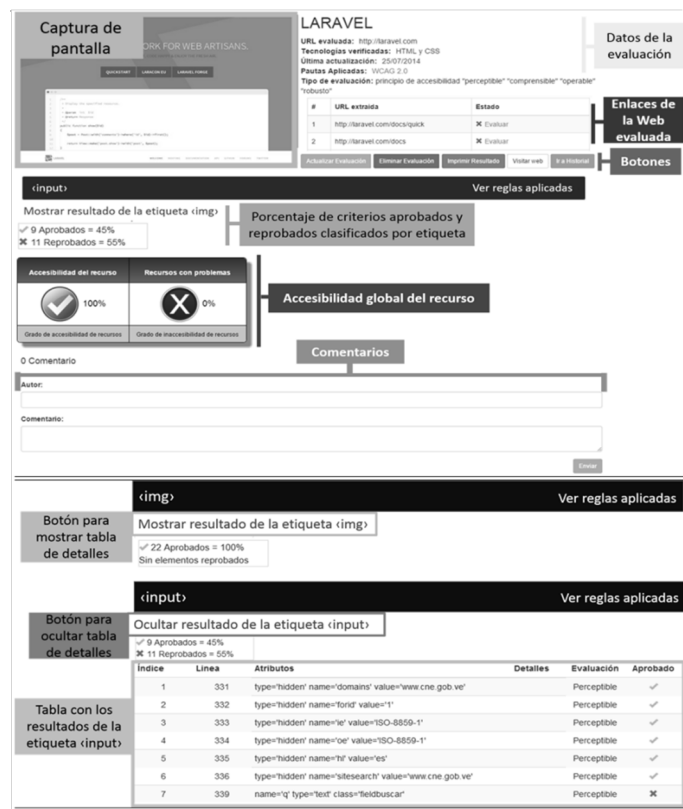 Captura de
pantalla
ORK FOR WEB ARTISANS.
LARAVEL
URL evaluada: http://laravel.com
Tecnologías verificadas: HTML y CSS
Última actualización: 25/07/2014
Pautas Aplicadas: WCAG 2.0
Tipo de evaluación: principio de accesibilidad "perceptible" "comprensible" "operable"
"robusto"
Datos de la
evaluación
# URL extraída Estado
1 http://laravel.com/docs/quick ✖ Evaluar
2 http://laravel.com/docs ✖ Evaluar
Enlaces de
la Web
evaluada
Actualizar Evaluación Eliminar Evaluación Imprimir Resultado Visitar web Ir a Historial
Botones
‹input› Ver reglas aplicadas
Mostrar resultado de la etiqueta ‹img›
✓ 9 Aprobados = 45%
✖ 11 Reprobados = 55%
Porcentaje de criterios aprobados y
reprobados clasificados por etiqueta
Accesibilidad del recurso Recursos con problemas
100% 0%
Grado de accesibilidad de recursos Grado de inaccesibilidad de recursos
Accesibilidad global del recurso
Comentarios
0 Comentario
Autor:
Comentario:
Enviar
‹img› Ver reglas aplicadas
Botón para
mostrar tabla
de detalles
Mostrar resultado de la etiqueta ‹img›
✓ 22 Aprobados = 100%
Sin elementos reprobados
‹input› Ver reglas aplicadas
Botón para
ocultar tabla
de detalles
Ocultar resultado de la etiqueta ‹input›
✓ 9 Aprobados = 45%
✖ 11 Reprobados = 55%
Índice Línea Atributos Detalles Evaluación Aprobado
1 331 type='hidden' name='domains' value='www.cne.gob.ve' Perceptible ✓
2 332 type='hidden' name='forid' value='1' Perceptible ✓
3 333 type='hidden' name='ie' value='ISO-8859-1' Perceptible ✓
4 334 type='hidden' name='oe' value='ISO-8859-1' Perceptible ✓
5 335 type='hidden' name='hl' value='es' Perceptible ✓
6 336 type='hidden' name='sitesearch' value='www.cne.gob.ve' Perceptible ✓
7 339 name='q' type='text' class='fieldbuscar' Perceptible ✖
Tabla con los
resultados de la
etiqueta ‹input›